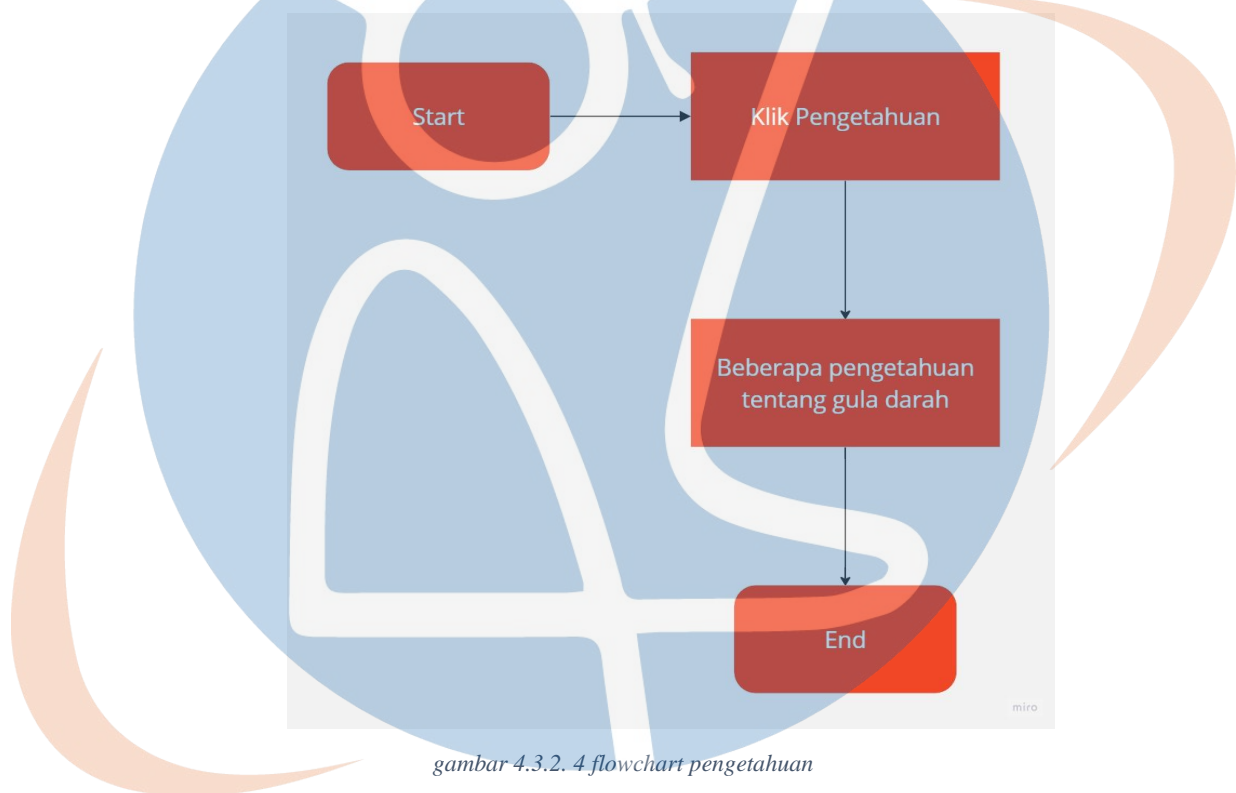 Start
Klik Pengetahuan
Beberapa pengetahuan
tentang gula darah
End
miro
gambar 4.3.2. 4 flowchart pengetahuan